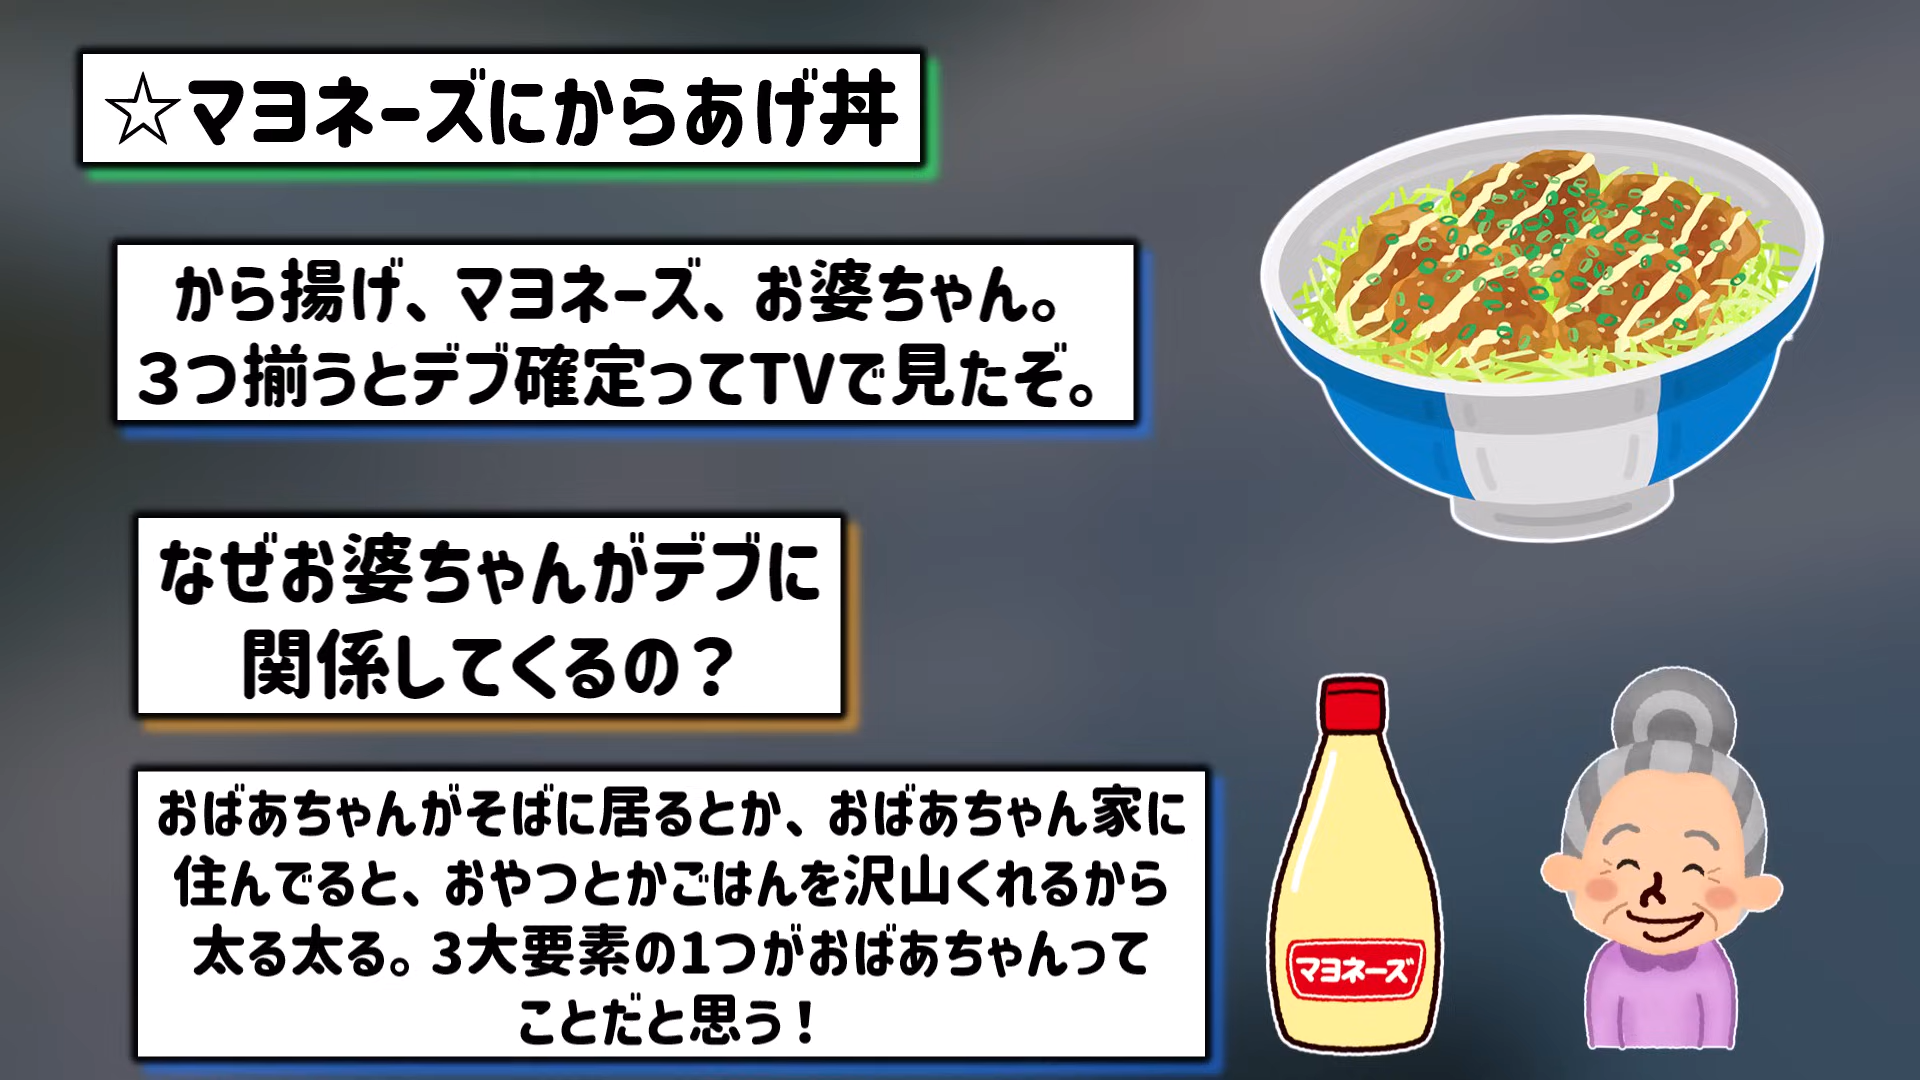 ☆マヨネーズにからあげ丼
から揚げ、マヨネーズ、お婆ちゃん。
３つ揃うとデブ確定ってTVで見たぞ。
なぜお婆ちゃんがデブに
関係してくるの？
おばあちゃんがそばに居るとか、おばあちゃん家に
住んでると、おやつとかごはんを沢山くれるから
太る太る。3大要素の1つがおばあちゃんって
ことだと思う！
マヨネーズ